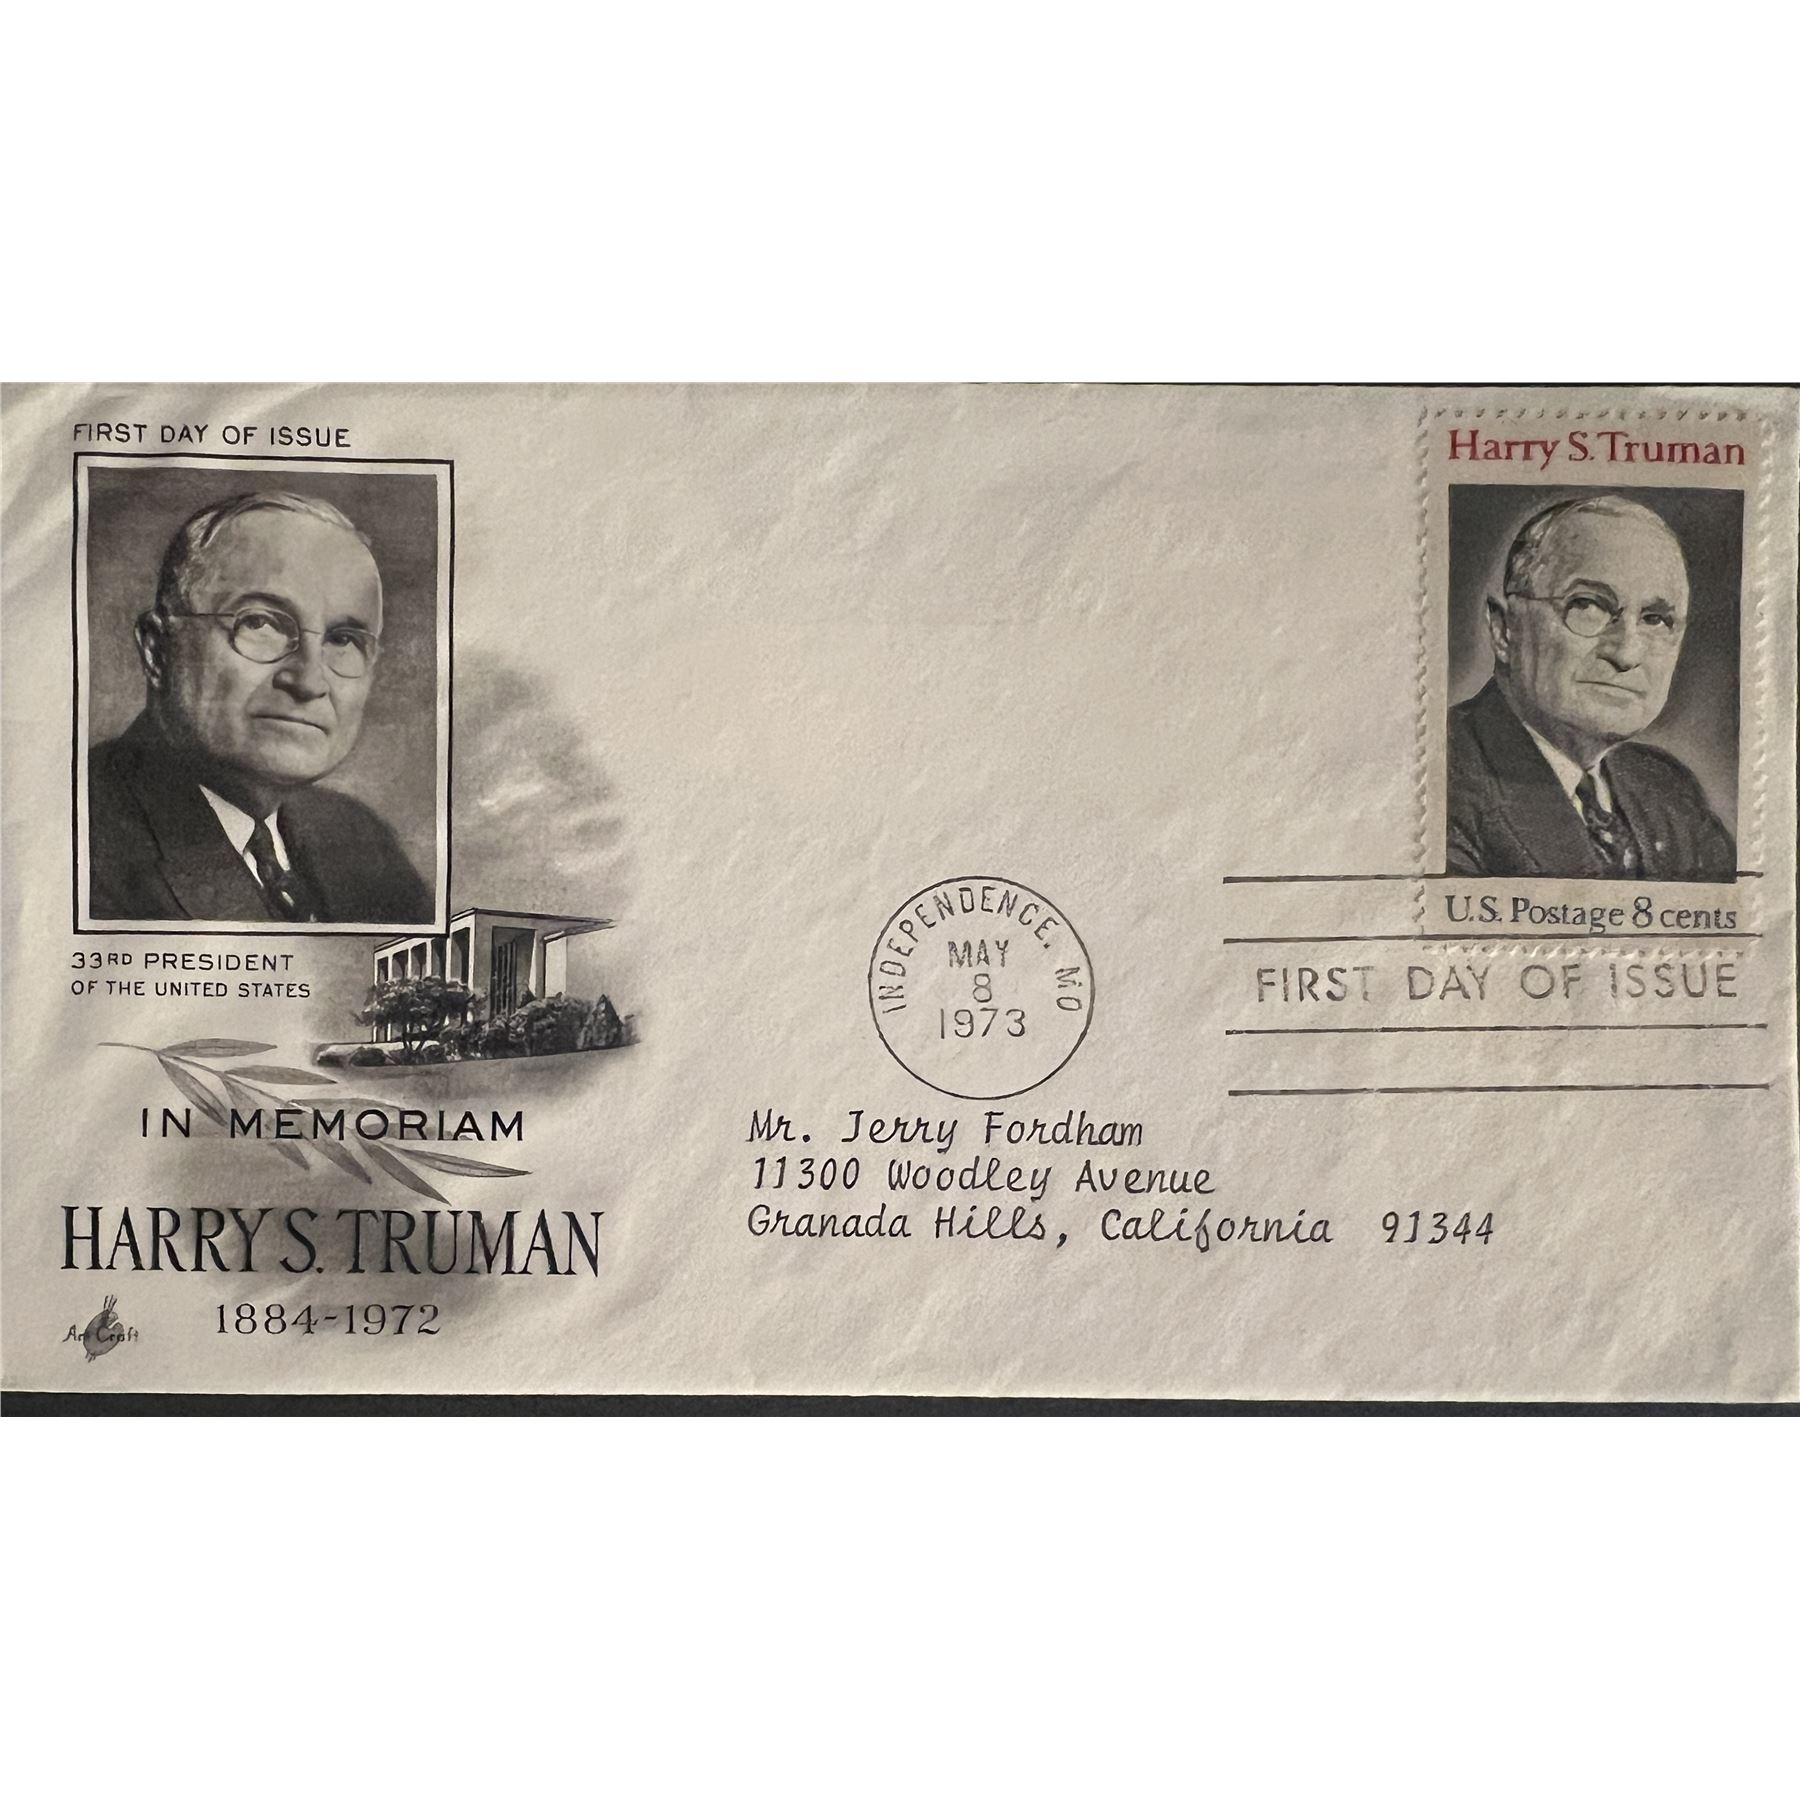 FIRST DAY OF ISSUE
33RD PRESIDENT
OF THE UNITED STATES
IN MEMORIAM
HARRY S. TRUMAN
1884-1972
Art Craft
INDEPENDENCE, MO
MAY
8
1973
Harry S. Truman
U.S. Postage 8 cents
FIRST DAY OF ISSUE
Mr. Jerry Fordham
11300 Woodley Avenue
Granada Hills, California 91344